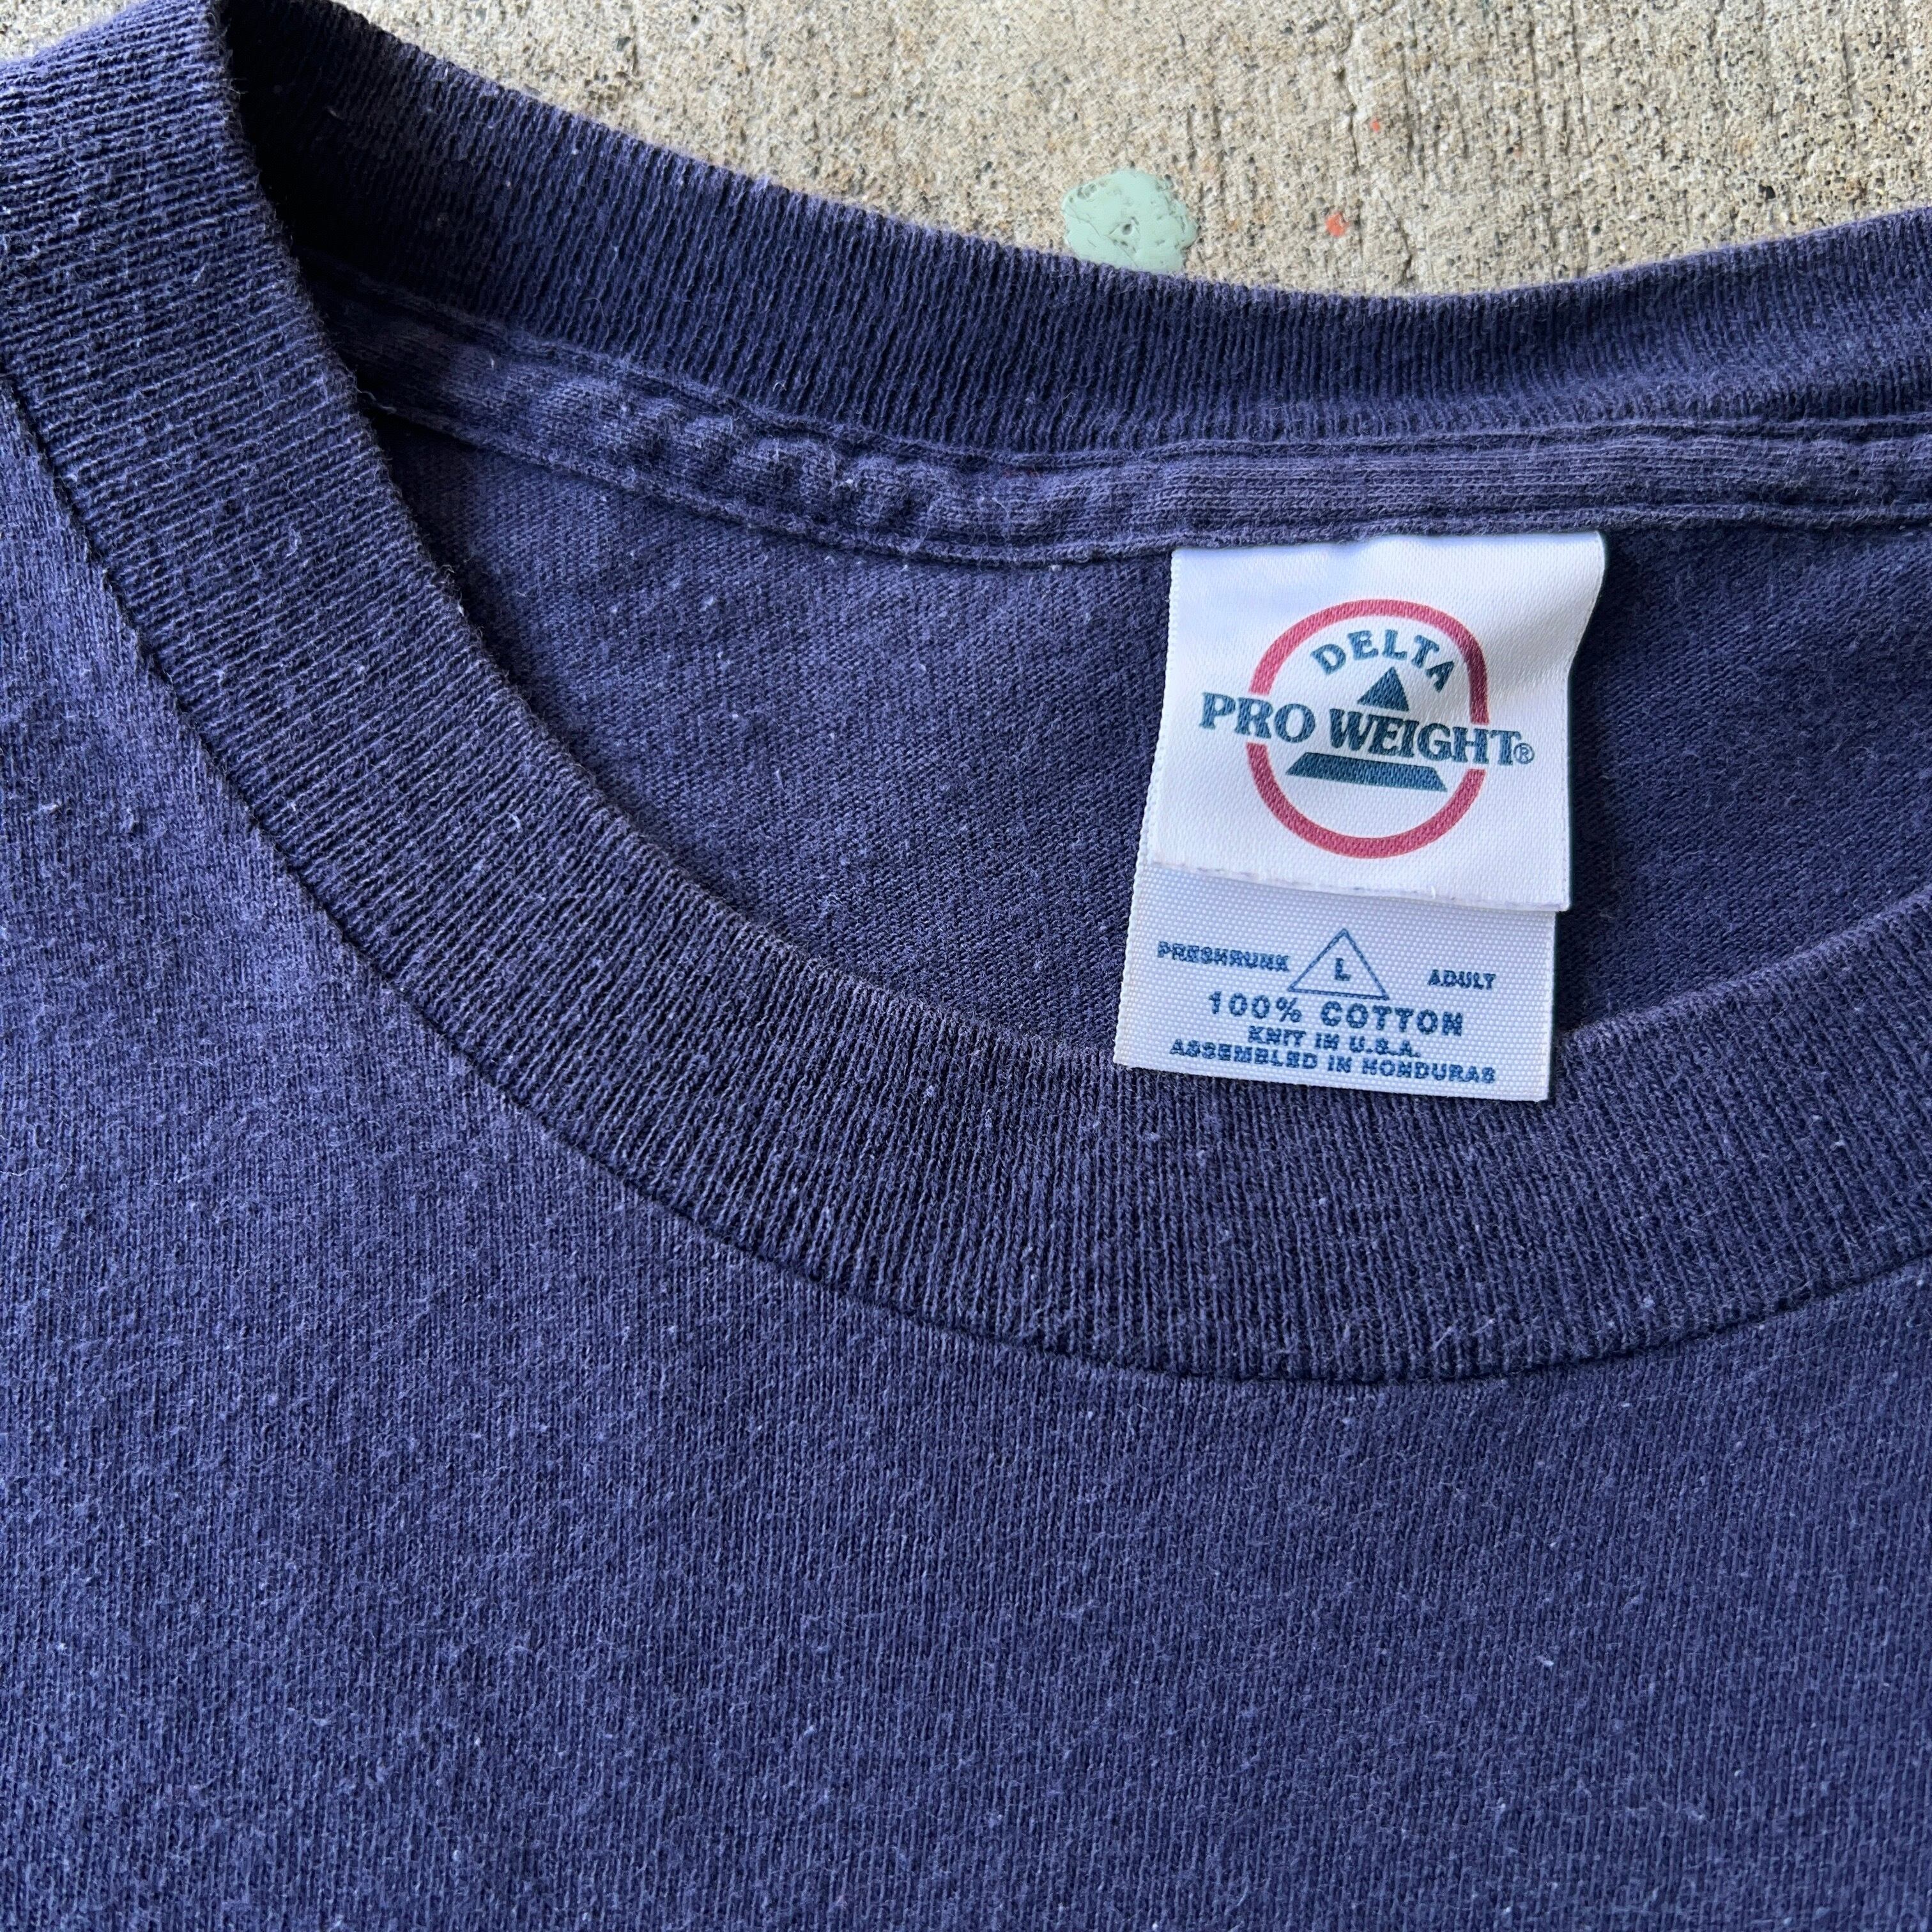 DELTA
PRO WEIGHT®
PRESHRUNK L ADULT
100% COTTON
KNIT IN U.S.A.
ASSEMBLED IN HONDURAS